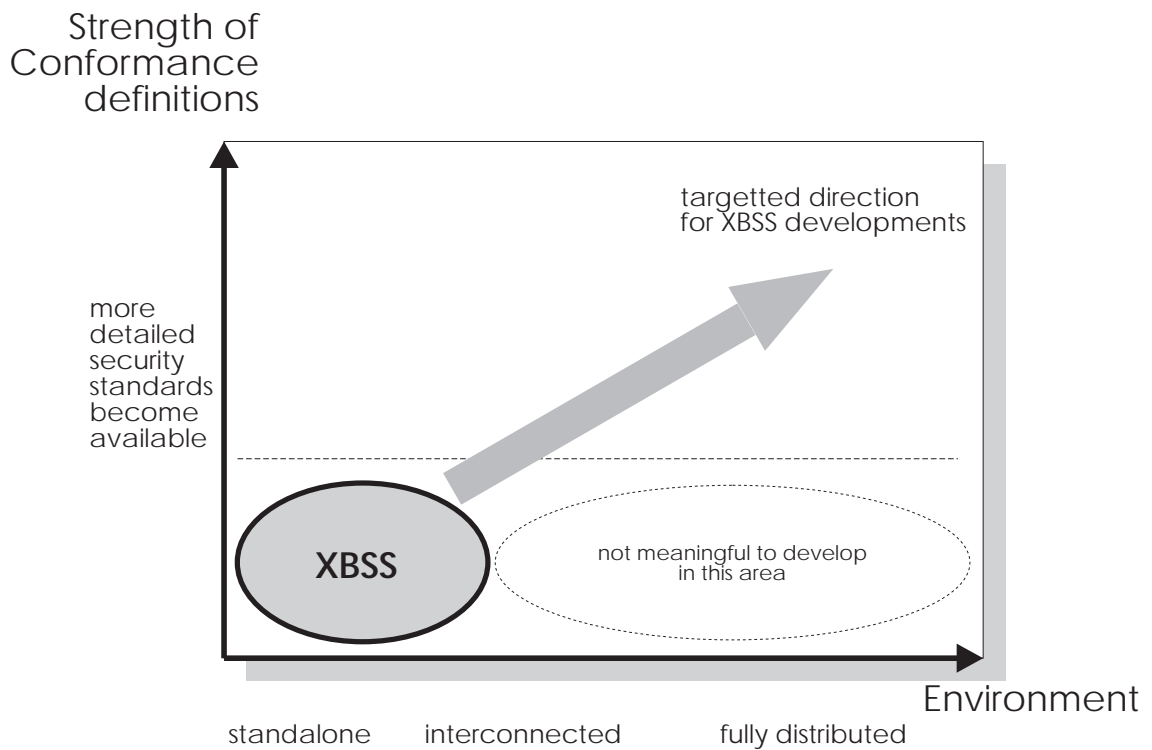 Strength of
Conformance
definitions
targetted direction
for XBSS developments
more
detailed
security
standards
become
available
XBSS
not meaningful to develop
in this area
Environment
standalone interconnected fully distributed